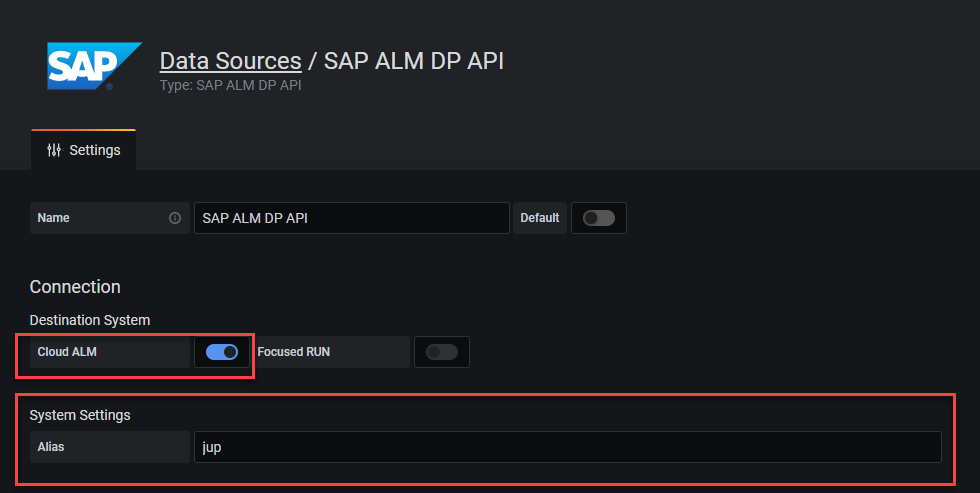 SAP
®
Data Sources / SAP ALM DP API
Type: SAP ALM DP API
Settings
Name SAP ALM DP API Default
Connection
Destination System
Cloud ALM Focused RUN
System Settings
Alias jup